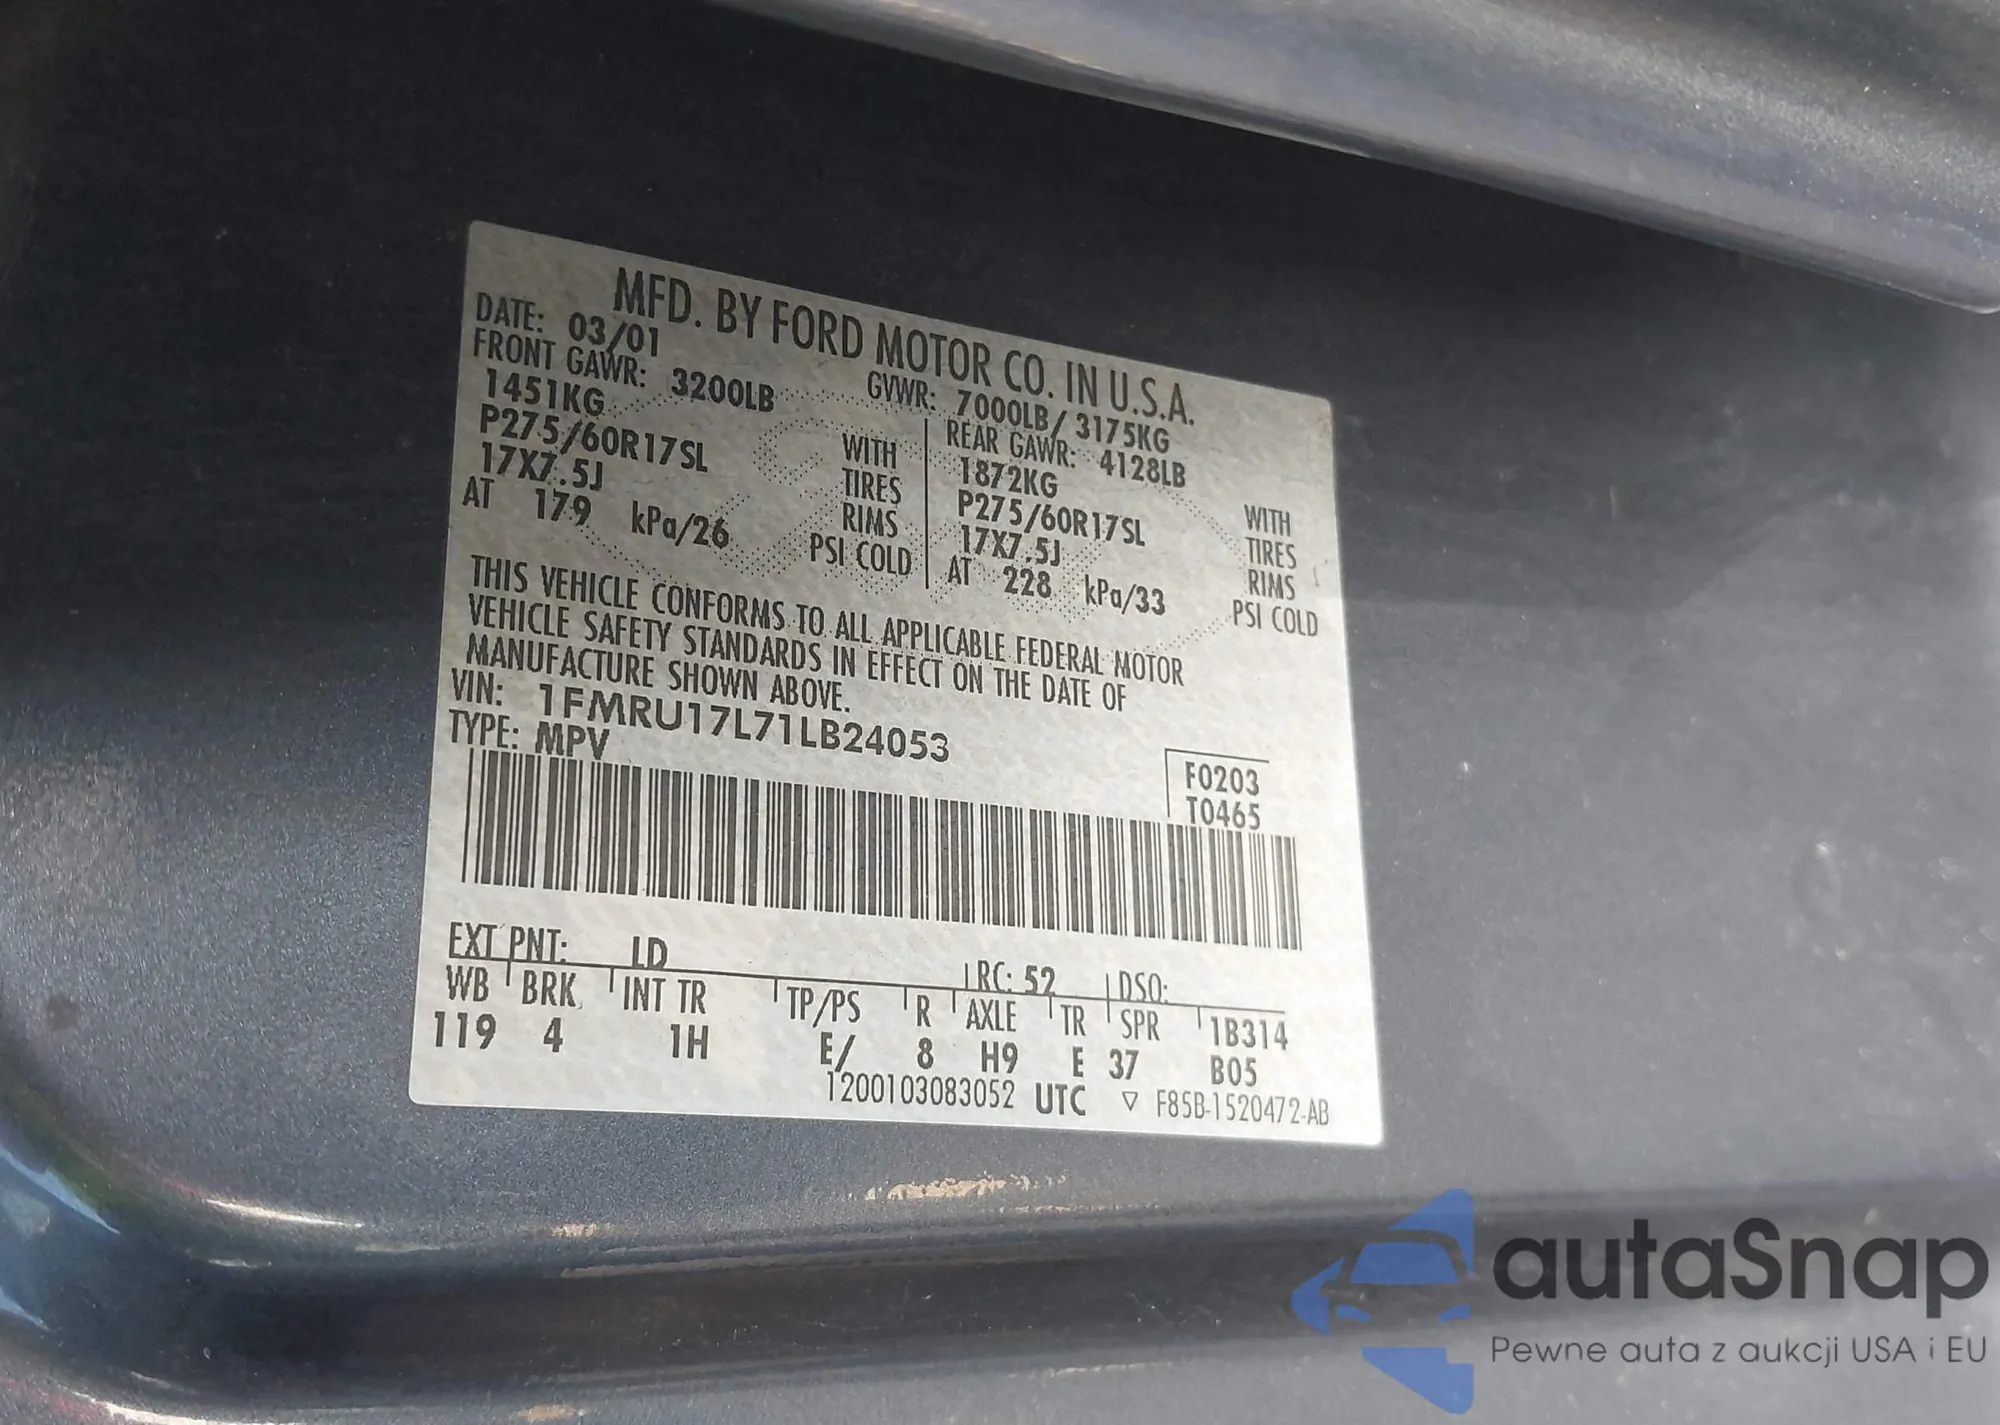 MFD. BY FORD MOTOR CO. IN U.S.A.
DATE: 03/01 GVWR: 7000LB/ 3175KG
FRONT GAWR: 3200LB REAR GAWR: 4128LB
1451KG WITH 1872KG WITH
P275/60R17SL TIRES P275/60R17SL TIRES
17X7.5J RIMS 17X7.5J RIMS
AT 179 kPa/26 PSI COLD AT 228 kPa/33 PSI COLD
THIS VEHICLE CONFORMS TO ALL APPLICABLE FEDERAL MOTOR
VEHICLE SAFETY STANDARDS IN EFFECT ON THE DATE OF
MANUFACTURE SHOWN ABOVE.
VIN: 1FMRU17L71LB24053
TYPE: MPV
F0203
T0465
EXT PNT: LD RC: 52 DSO:
WB BRK INT TR TP/PS R AXLE TR SPR 1B314
119 4 1H E/ 8 H9 E 37 B05
1200103083052 UTC ▽ F85B-1520472-AB
autaSnap
Pewne auta z aukcji USA i EU